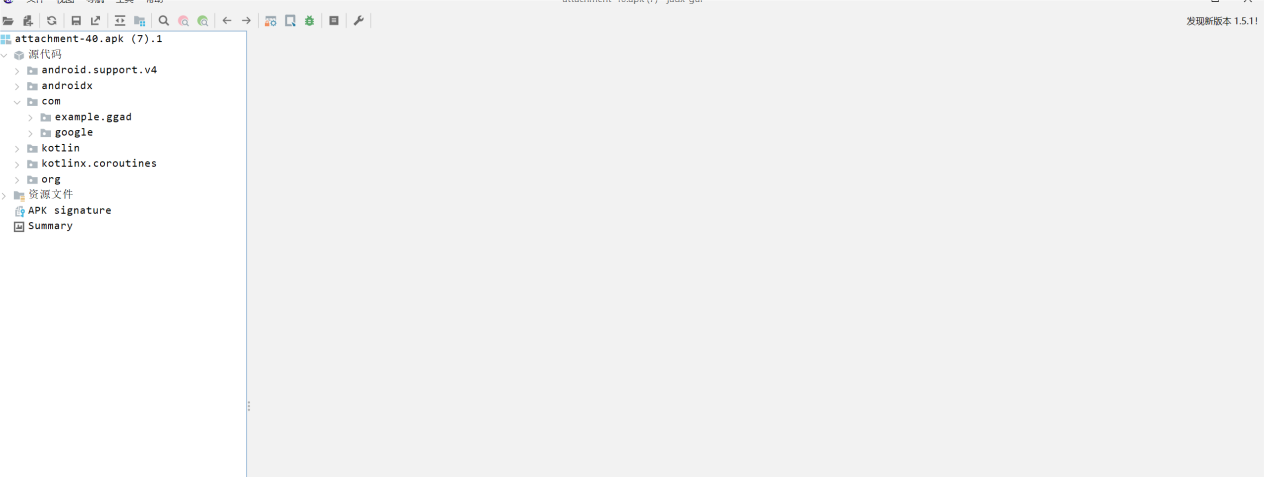 发现新版本 1.5.1!
attachment-40.apk (7).1
源代码
android.support.v4
androidx
com
example.ggad
google
kotlin
kotlinx.coroutines
org
资源文件
APK signature
Summary